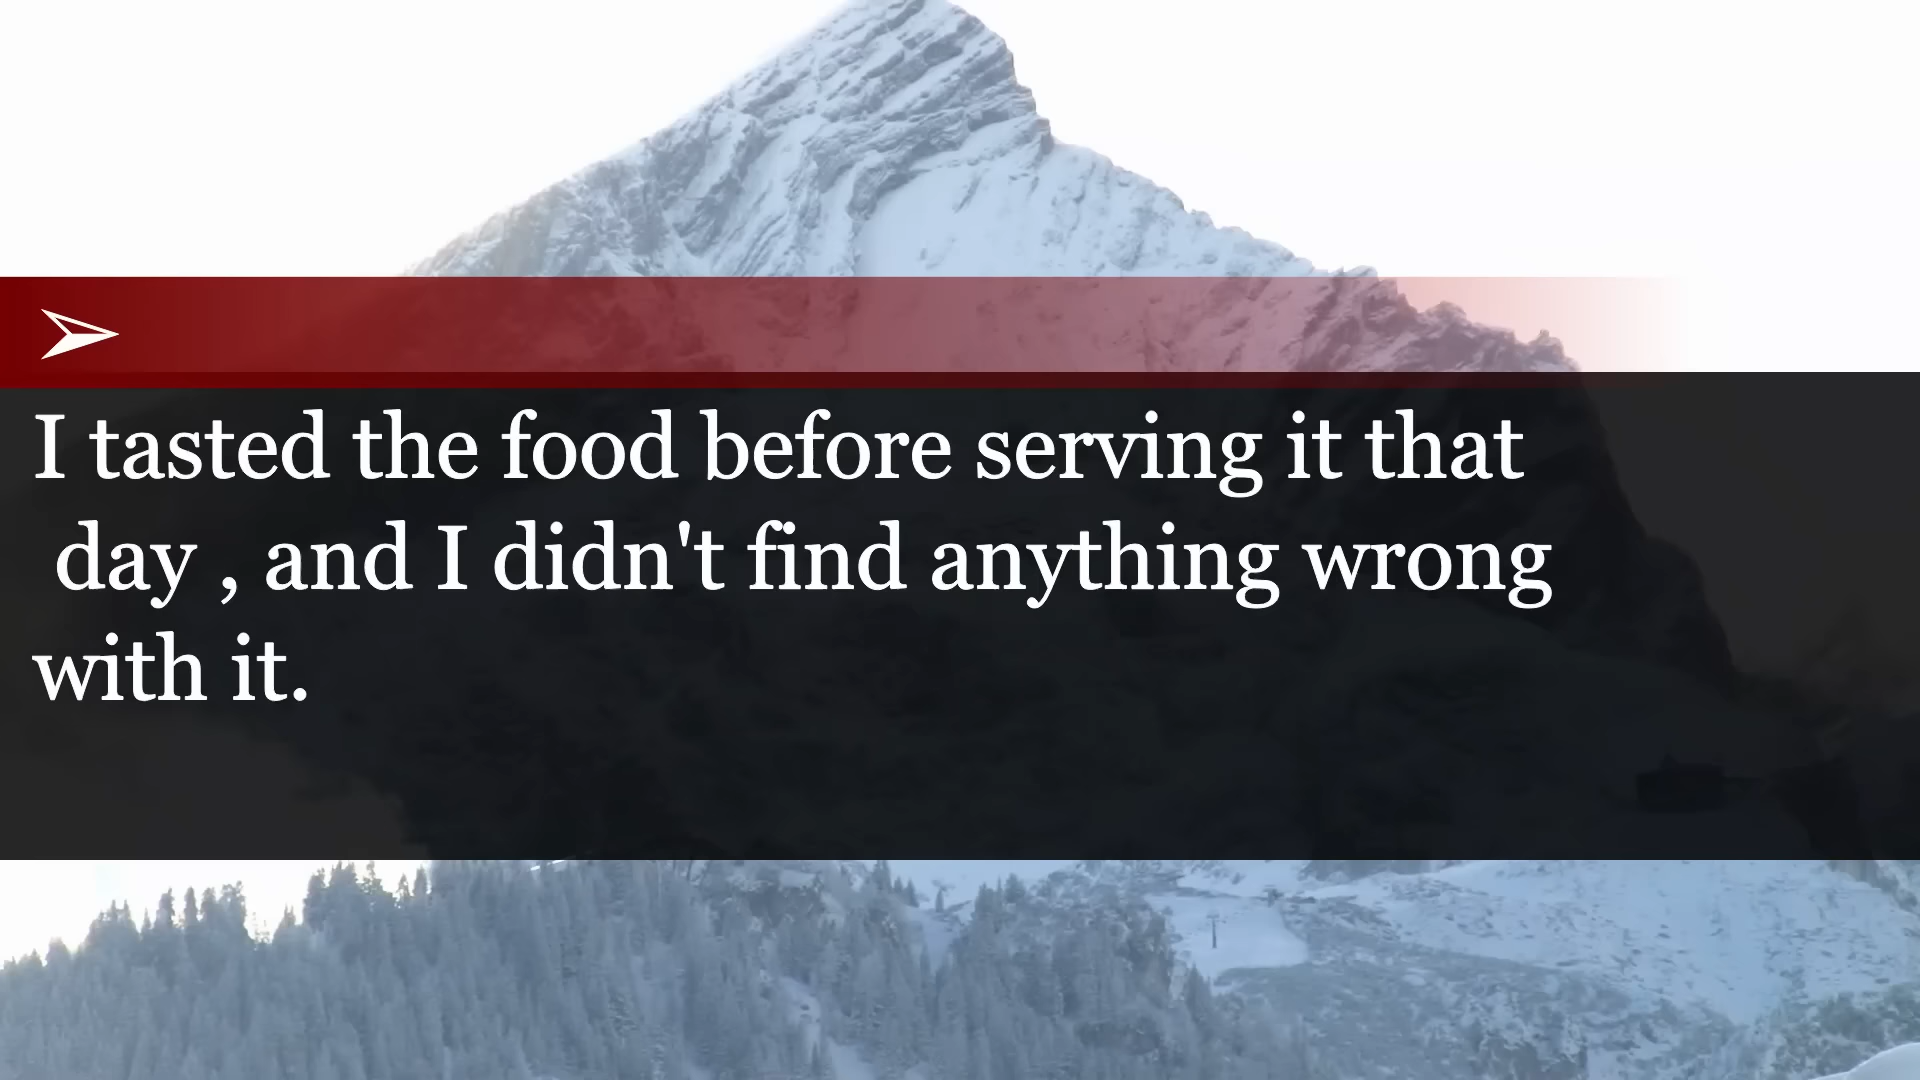 I tasted the food before serving it that
day , and I didn't find anything wrong
with it.